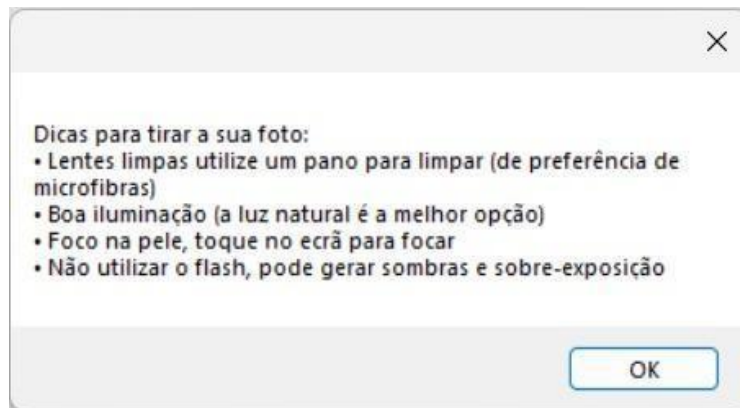 Dicas para tirar a sua foto:
• Lentes limpas utilize um pano para limpar (de preferência de
microfibras)
• Boa iluminação (a luz natural é a melhor opção)
• Foco na pele, toque no ecrã para focar
• Não utilizar o flash, pode gerar sombras e sobre-exposição
OK